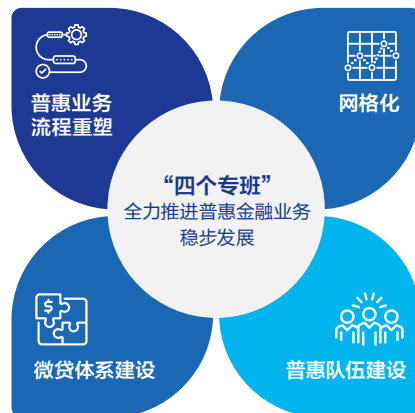 普惠业务
流程重塑
网格化
“四个专班”
全力推进普惠金融业务
稳步发展
$
微贷体系建设
普惠队伍建设